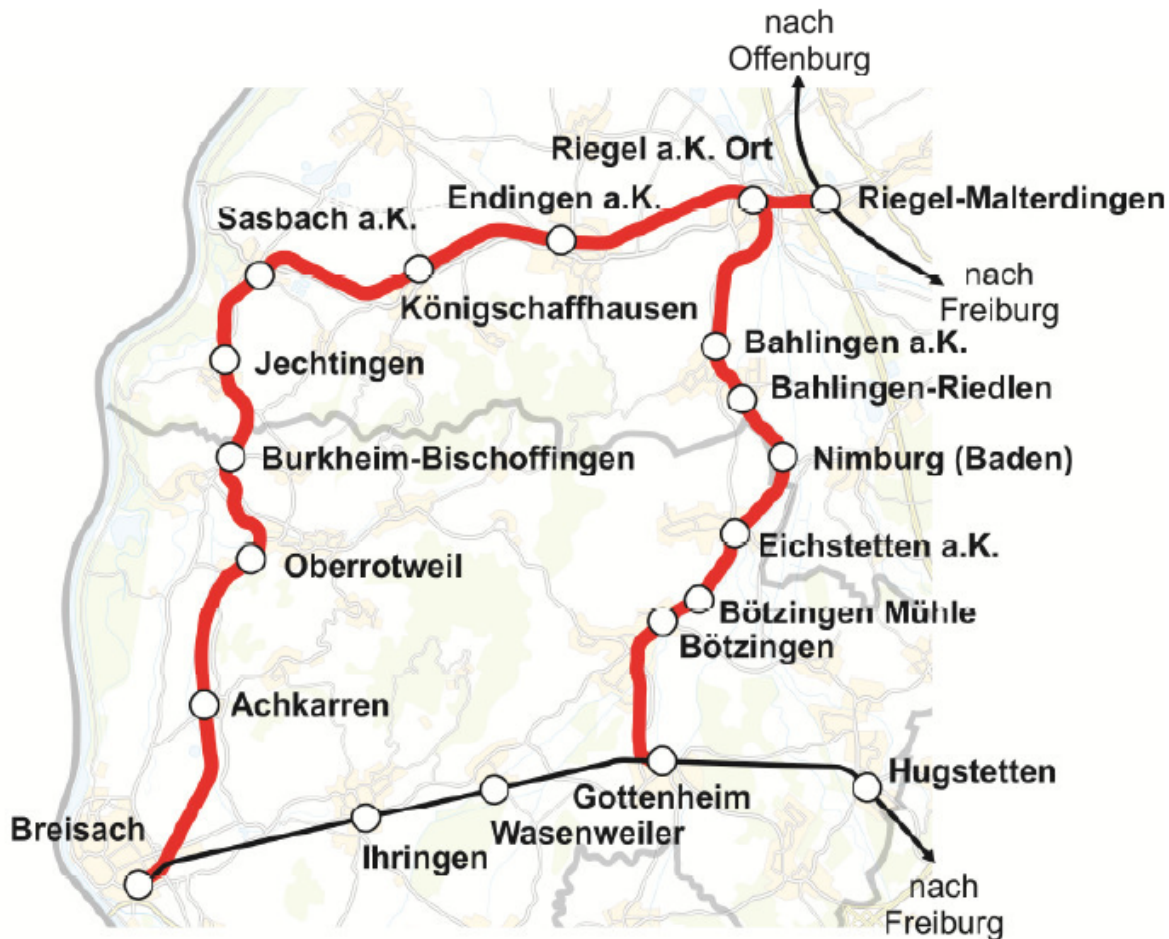 nach
Offenburg
Riegel a.K. Ort
Endingen a.K.
Riegel-Malterdingen
Sasbach a.K.
nach
Freiburg
Königschaffhausen
Bahlingen a.K.
Jechtingen
Bahlingen-Riedlen
Burkheim-Bischoffingen
Nimburg (Baden)
Eichstetten a.K.
Oberrotweil
Bötzingen Mühle
Bötzingen
Achkarren
Hugstetten
Gottenheim
Breisach
Wasenweiler
Ihringen
nach
Freiburg